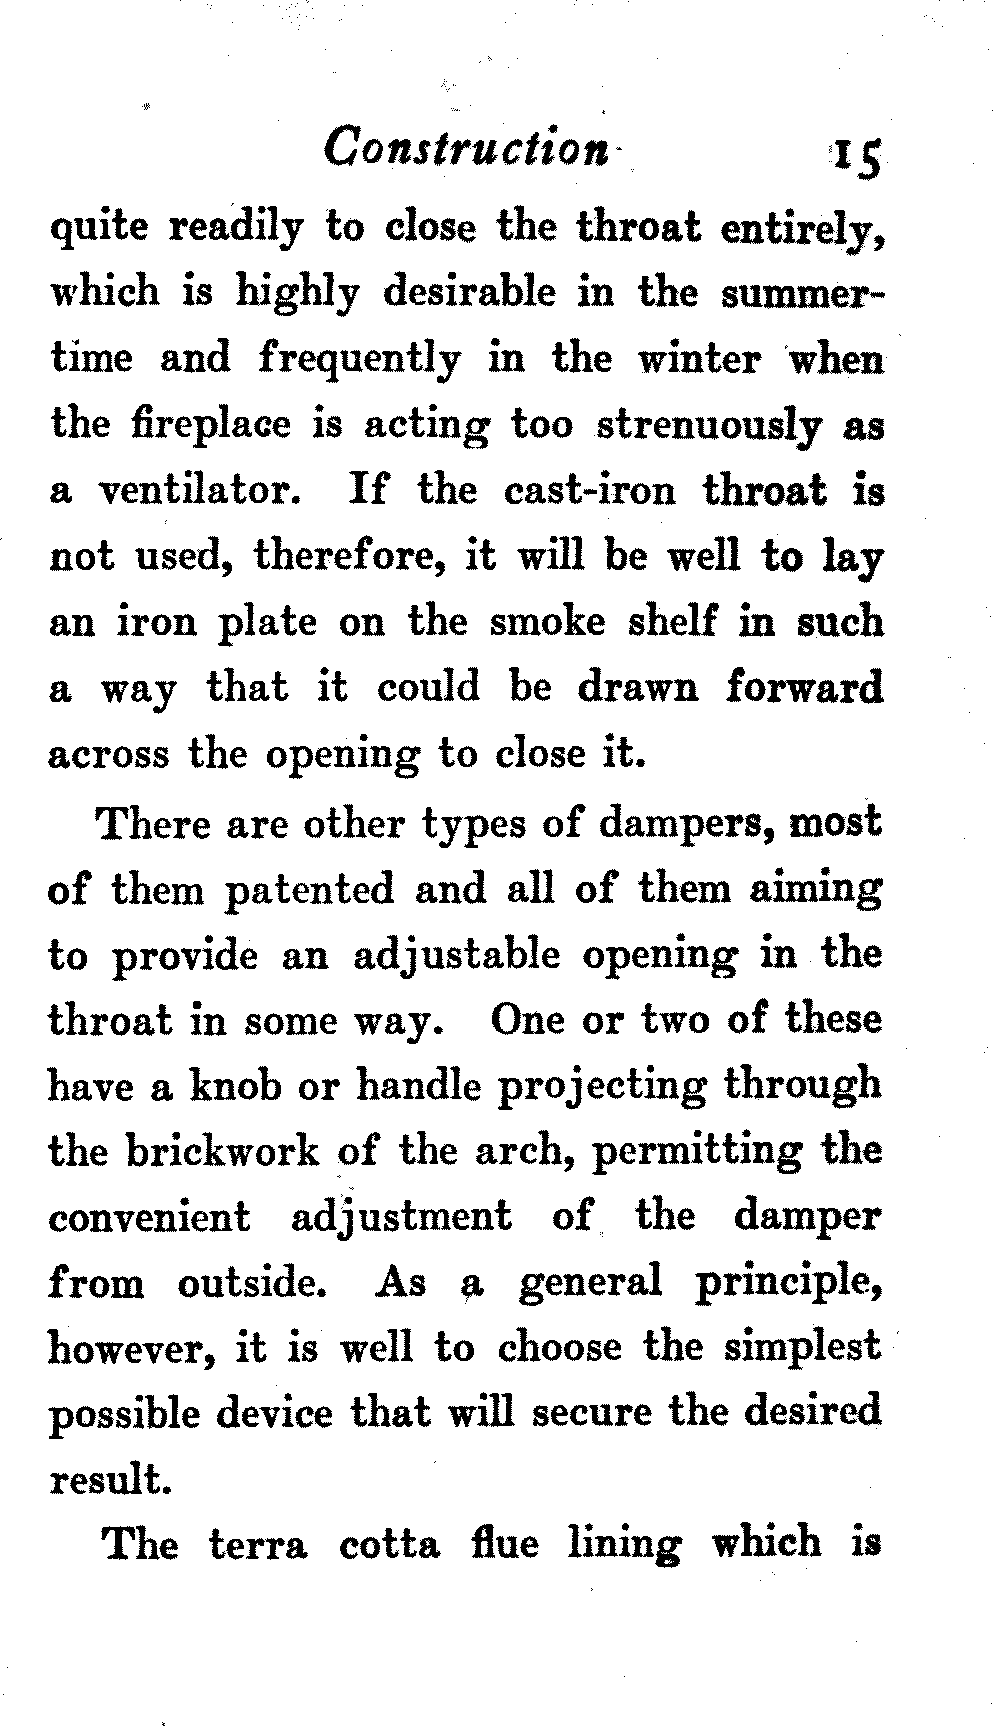 Construction 15
quite readily to close the throat entirely,
which is highly desirable in the summer-
time and frequently in the winter when
the fireplace is acting too strenuously as
a ventilator. If the cast-iron throat is
not used, therefore, it will be well to lay
an iron plate on the smoke shelf in such
a way that it could be drawn forward
across the opening to close it.
There are other types of dampers, most
of them patented and all of them aiming
to provide an adjustable opening in the
throat in some way. One or two of these
have a knob or handle projecting through
the brickwork of the arch, permitting the
convenient adjustment of the damper
from outside. As a general principle,
however, it is well to choose the simplest
possible device that will secure the desired
result.
The terra cotta flue lining which is